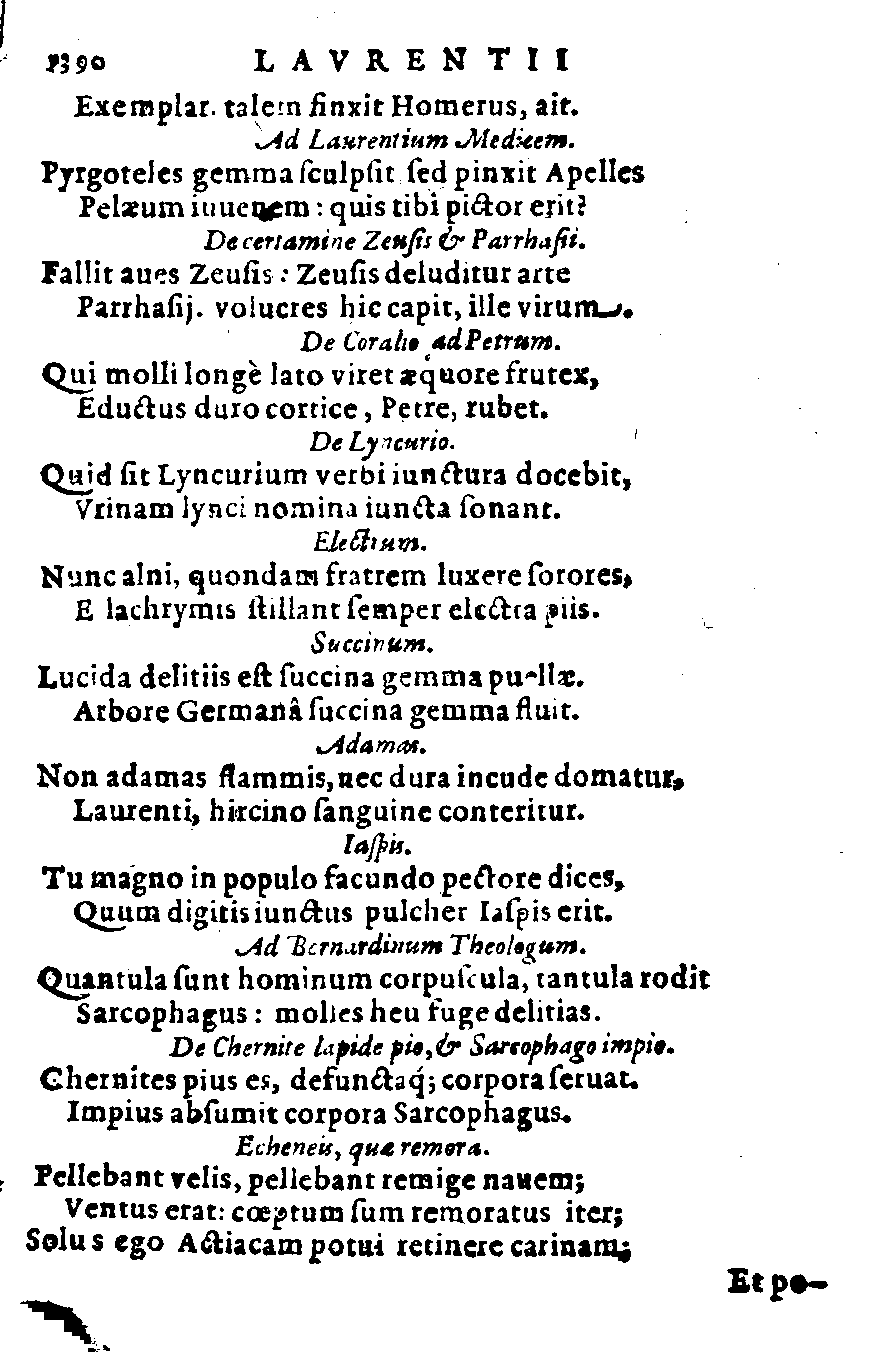 1390 LAVRENTII
Exemplar. talem finxit Homerus, ait.
Ad Laurentium Medicem.
Pyrgoteles gemma ſculpſit ſed pinxit Apelles
Pelæum iuuenem : quis tibi pictor erit?
De certamine Zeuſis & Parrhaſii.
Fallit aues Zeuſis : Zeuſis deluditur arte
Parrhaſij. volucres hic capit, ille virum.
De Coralio ad Petrum.
Qui molli longè lato viret æquore frutex,
Eductus duro cortice, Petre, rubet.
De Lyncurio.
Quid ſit Lyncurium verbi iunctura docebit,
Vrinam lynci nomina iuncta ſonant.
Electrum.
Nunc alni, quondam fratrem luxere ſorores,
E lachrymis ſtillant ſemper electra piis.
Succinum.
Lucida delitiis eſt ſuccina gemma puellæ.
Arbore Germanâ ſuccina gemma fluit.
Adamas.
Non adamas flammis, nec dura incude domatur,
Laurenti, hircino ſanguine conteritur.
Iaſpis.
Tu magno in populo facundo pectore dices,
Quum digitis iunctus pulcher Iaſpis erit.
Ad Bernardinum Theologum.
Quantula ſunt hominum corpuſcula, tantula rodit
Sarcophagus : molles heu fuge delitias.
De Chernite lapide pio, & Sarcophago impio.
Chernites pius es, defunctaq́; corpora ſeruat.
Impius abſumit corpora Sarcophagus.
Echeneis, quæ remora.
Pellebant velis, pellebant remige nauem;
Ventus erat: cœptum ſum remoratus iter;
Solus ego Actiacam potui retinere carinam;
Et po-